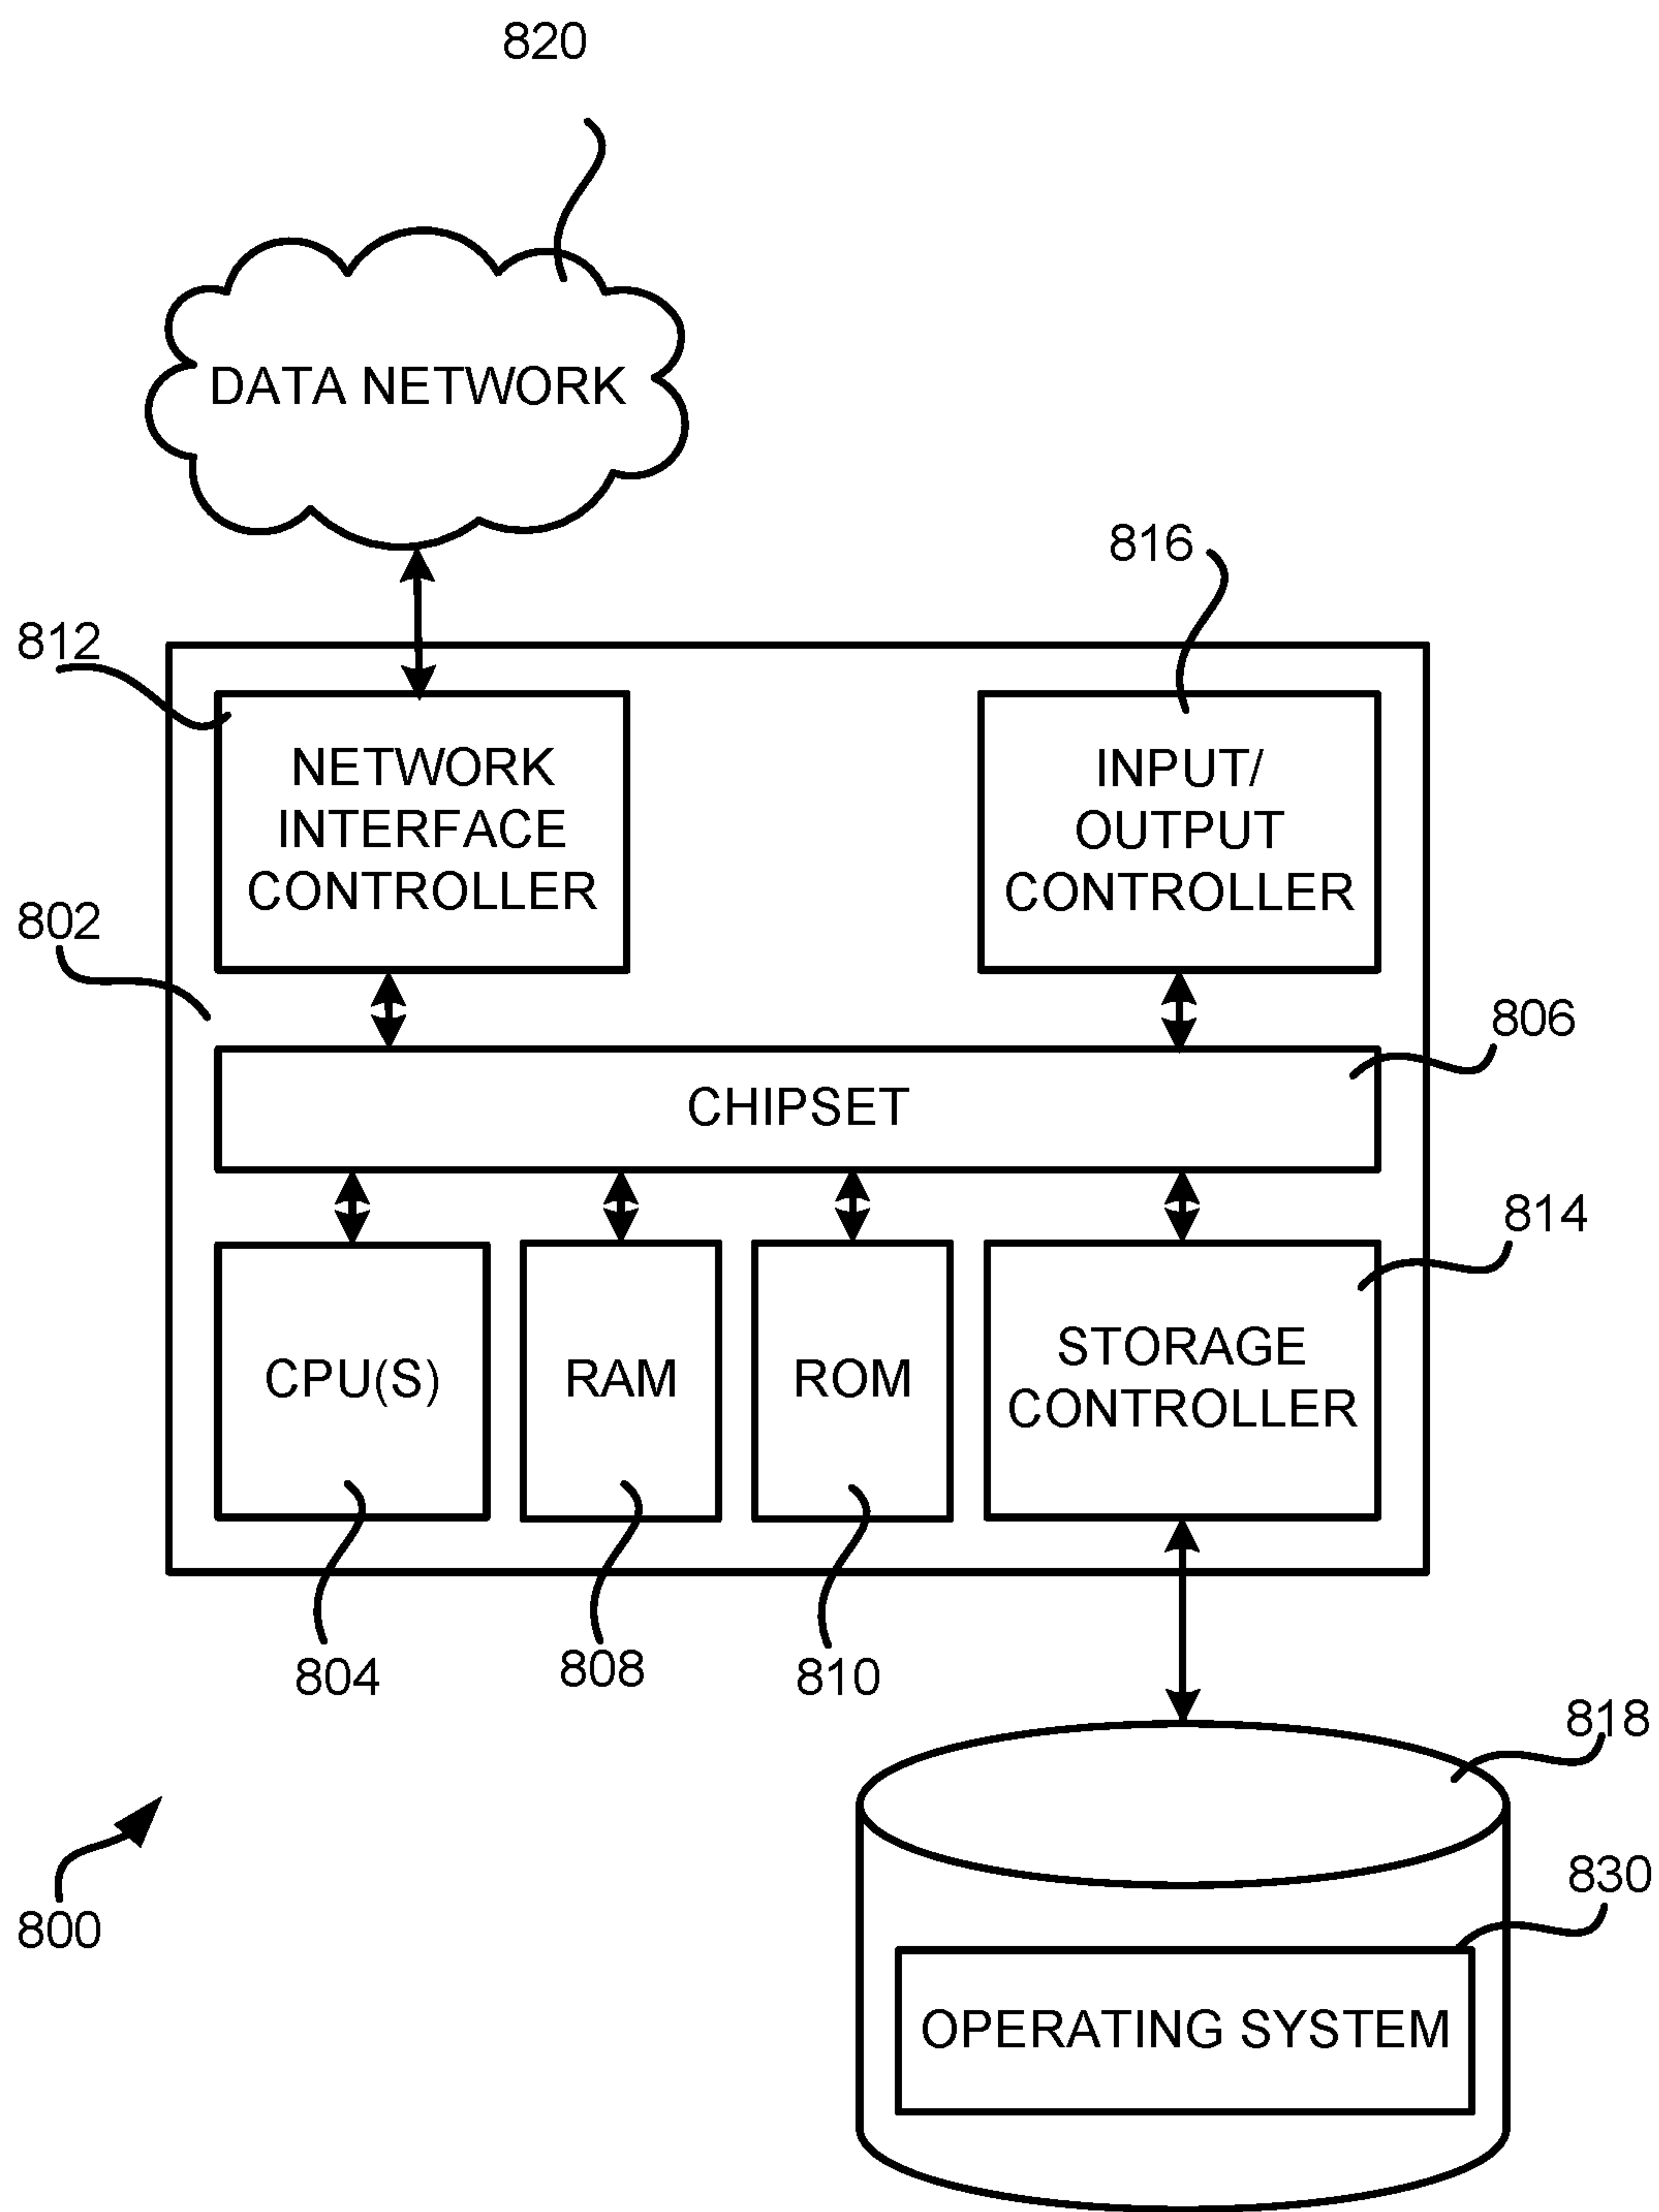 820
DATA NETWORK
816
812
NETWORK
INTERFACE
CONTROLLER
INPUT/
OUTPUT
CONTROLLER
802
806
CHIPSET
814
CPU(S)
RAM
ROM
STORAGE
CONTROLLER
804
808
810
818
830
800
OPERATING SYSTEM